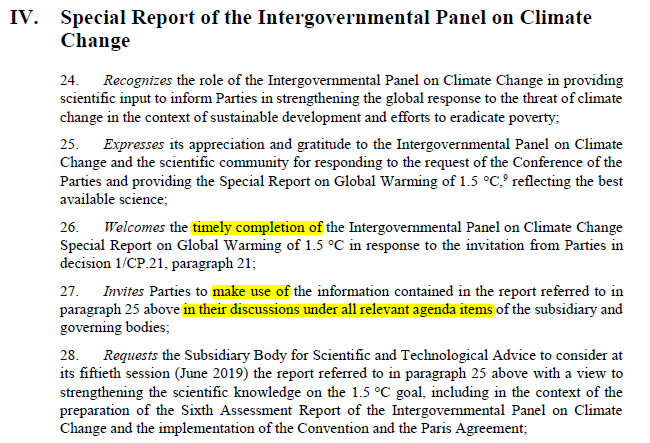 IV. Special Report of the Intergovernmental Panel on Climate
Change
24. Recognizes the role of the Intergovernmental Panel on Climate Change in providing
scientific input to inform Parties in strengthening the global response to the threat of climate
change in the context of sustainable development and efforts to eradicate poverty;
25. Expresses its appreciation and gratitude to the Intergovernmental Panel on Climate
Change and the scientific community for responding to the request of the Conference of the
Parties and providing the Special Report on Global Warming of 1.5 °C,⁹ reflecting the best
available science;
26. Welcomes the timely completion of the Intergovernmental Panel on Climate Change
Special Report on Global Warming of 1.5 °C in response to the invitation from Parties in
decision 1/CP.21, paragraph 21;
27. Invites Parties to make use of the information contained in the report referred to in
paragraph 25 above in their discussions under all relevant agenda items of the subsidiary and
governing bodies;
28. Requests the Subsidiary Body for Scientific and Technological Advice to consider at
its fiftieth session (June 2019) the report referred to in paragraph 25 above with a view to
strengthening the scientific knowledge on the 1.5 °C goal, including in the context of the
preparation of the Sixth Assessment Report of the Intergovernmental Panel on Climate
Change and the implementation of the Convention and the Paris Agreement;